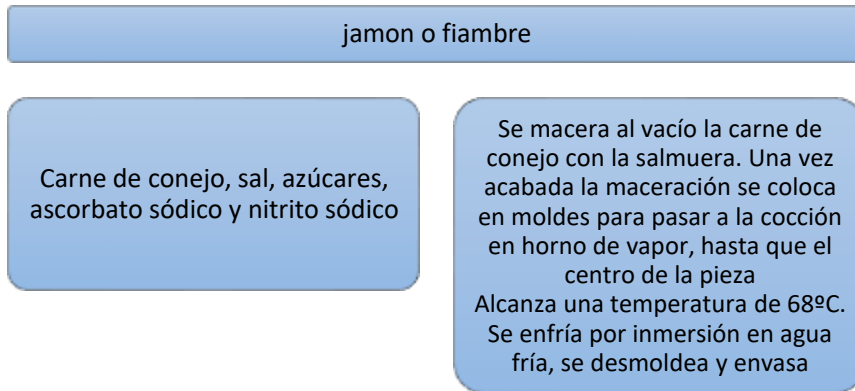 jamon o fiambre
Carne de conejo, sal, azúcares,
ascorbato sódico y nitrito sódico
Se macera al vacío la carne de
conejo con la salmuera. Una vez
acabada la maceración se coloca
en moldes para pasar a la cocción
en horno de vapor, hasta que el
centro de la pieza
Alcanza una temperatura de 68ºC.
Se enfría por inmersión en agua
fría, se desmoldea y envasa